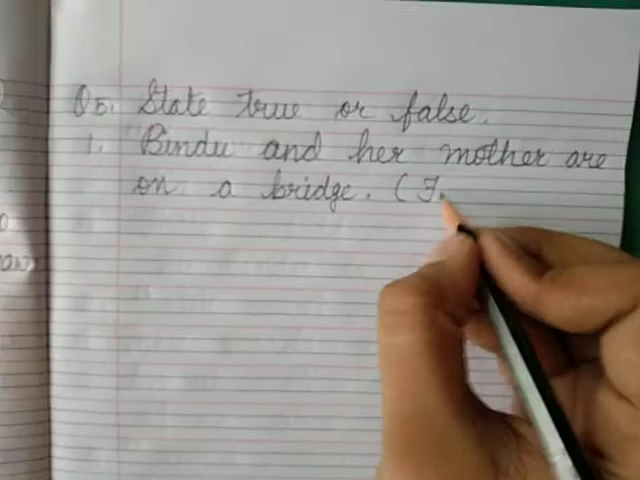 Q5. State true or false.
1. Bindu and her mother are
on a bridge. (